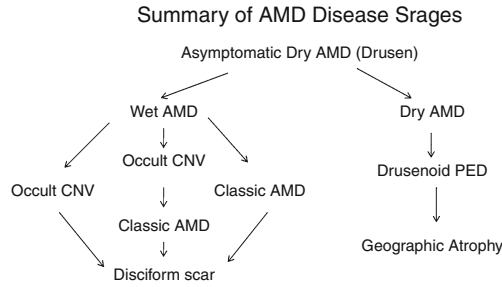 Summary of AMD Disease Srages
Asymptomatic Dry AMD (Drusen)
Wet AMD
Dry AMD
Occult CNV
Drusenoid PED
Occult CNV
Classic AMD
Classic AMD
Geographic Atrophy
Disciform scar